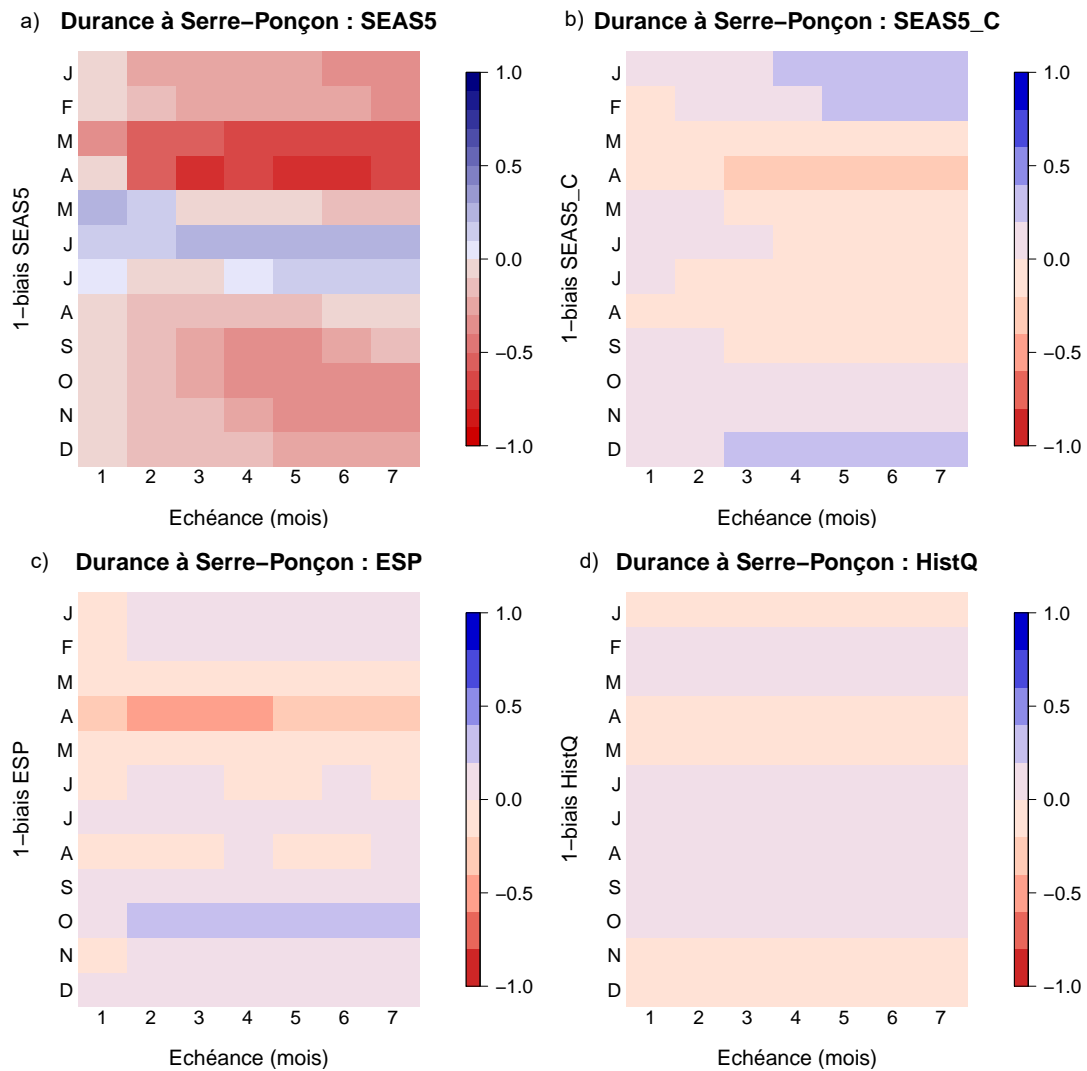 a) Durance à Serre−Ponçon : SEAS5
1−biais SEAS5
J
F
M
A
M
J
J
A
S
O
N
D
1 2 3 4 5 6 7
Echéance (mois)
1.0
0.5
0.0
−0.5
−1.0
b) Durance à Serre−Ponçon : SEAS5_C
1−biais SEAS5_C
J
F
M
A
M
J
J
A
S
O
N
D
1 2 3 4 5 6 7
Echéance (mois)
1.0
0.5
0.0
−0.5
−1.0
c) Durance à Serre−Ponçon : ESP
1−biais ESP
J
F
M
A
M
J
J
A
S
O
N
D
1 2 3 4 5 6 7
Echéance (mois)
1.0
0.5
0.0
−0.5
−1.0
d) Durance à Serre−Ponçon : HistQ
1−biais HistQ
J
F
M
A
M
J
J
A
S
O
N
D
1 2 3 4 5 6 7
Echéance (mois)
1.0
0.5
0.0
−0.5
−1.0